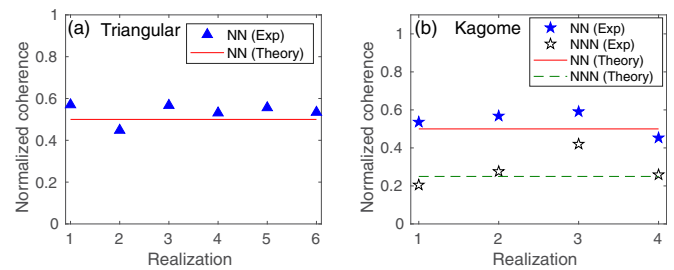 (a) Triangular
NN (Exp)
NN (Theory)
1
0.8
0.6
0.4
0.2
0
1 2 3 4 5 6
Normalized coherence
Realization
(b) Kagome
NN (Exp)
NNN (Exp)
NN (Theory)
NNN (Theory)
1
0.8
0.6
0.4
0.2
0
1 2 3 4
Normalized coherence
Realization